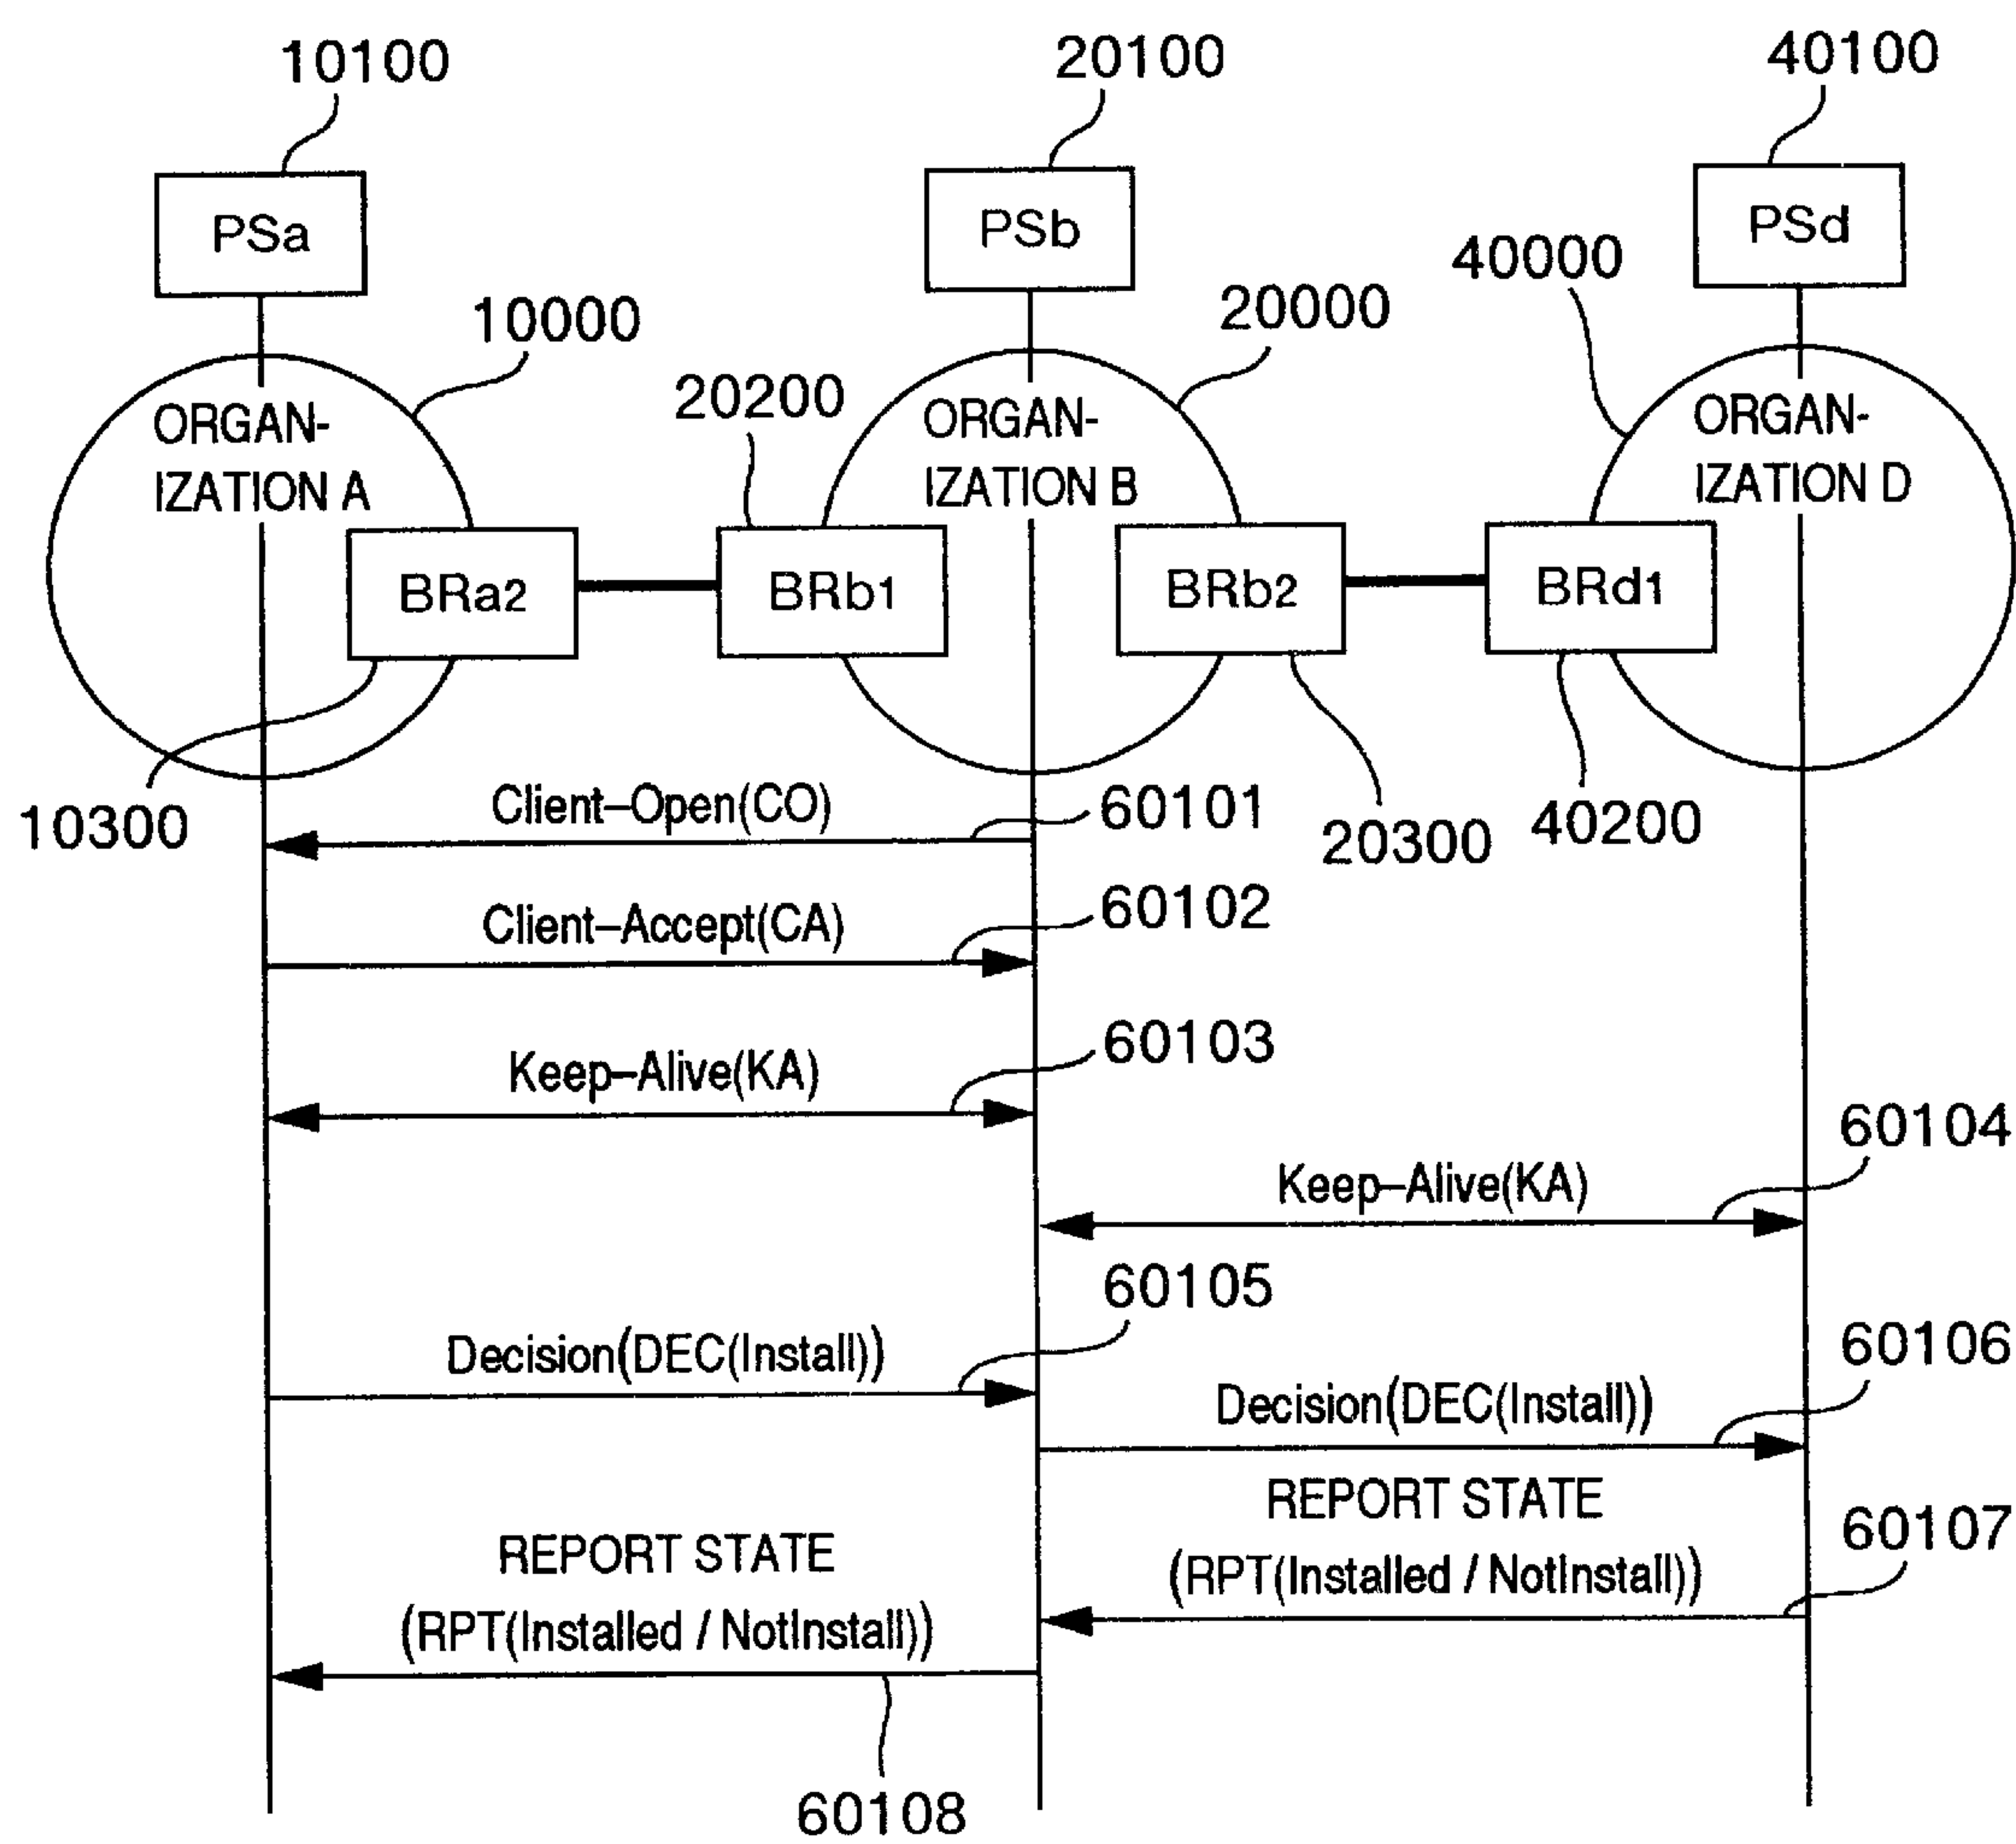 10100
20100
40100
PSa
PSb
PSd
10000
20000
40000
20200
ORGAN-
IZATION A
ORGAN-
IZATION B
ORGAN-
IZATION D
BRa2
BRb1
BRb2
BRd1
10300
20300
40200
Client–Open(CO)
60101
Client–Accept(CA)
60102
Keep–Alive(KA)
60103
Keep–Alive(KA)
60104
Decision(DEC(Install))
60105
Decision(DEC(Install))
60106
REPORT STATE
(RPT(Installed / NotInstall))
60107
REPORT STATE
(RPT(Installed / NotInstall))
60108